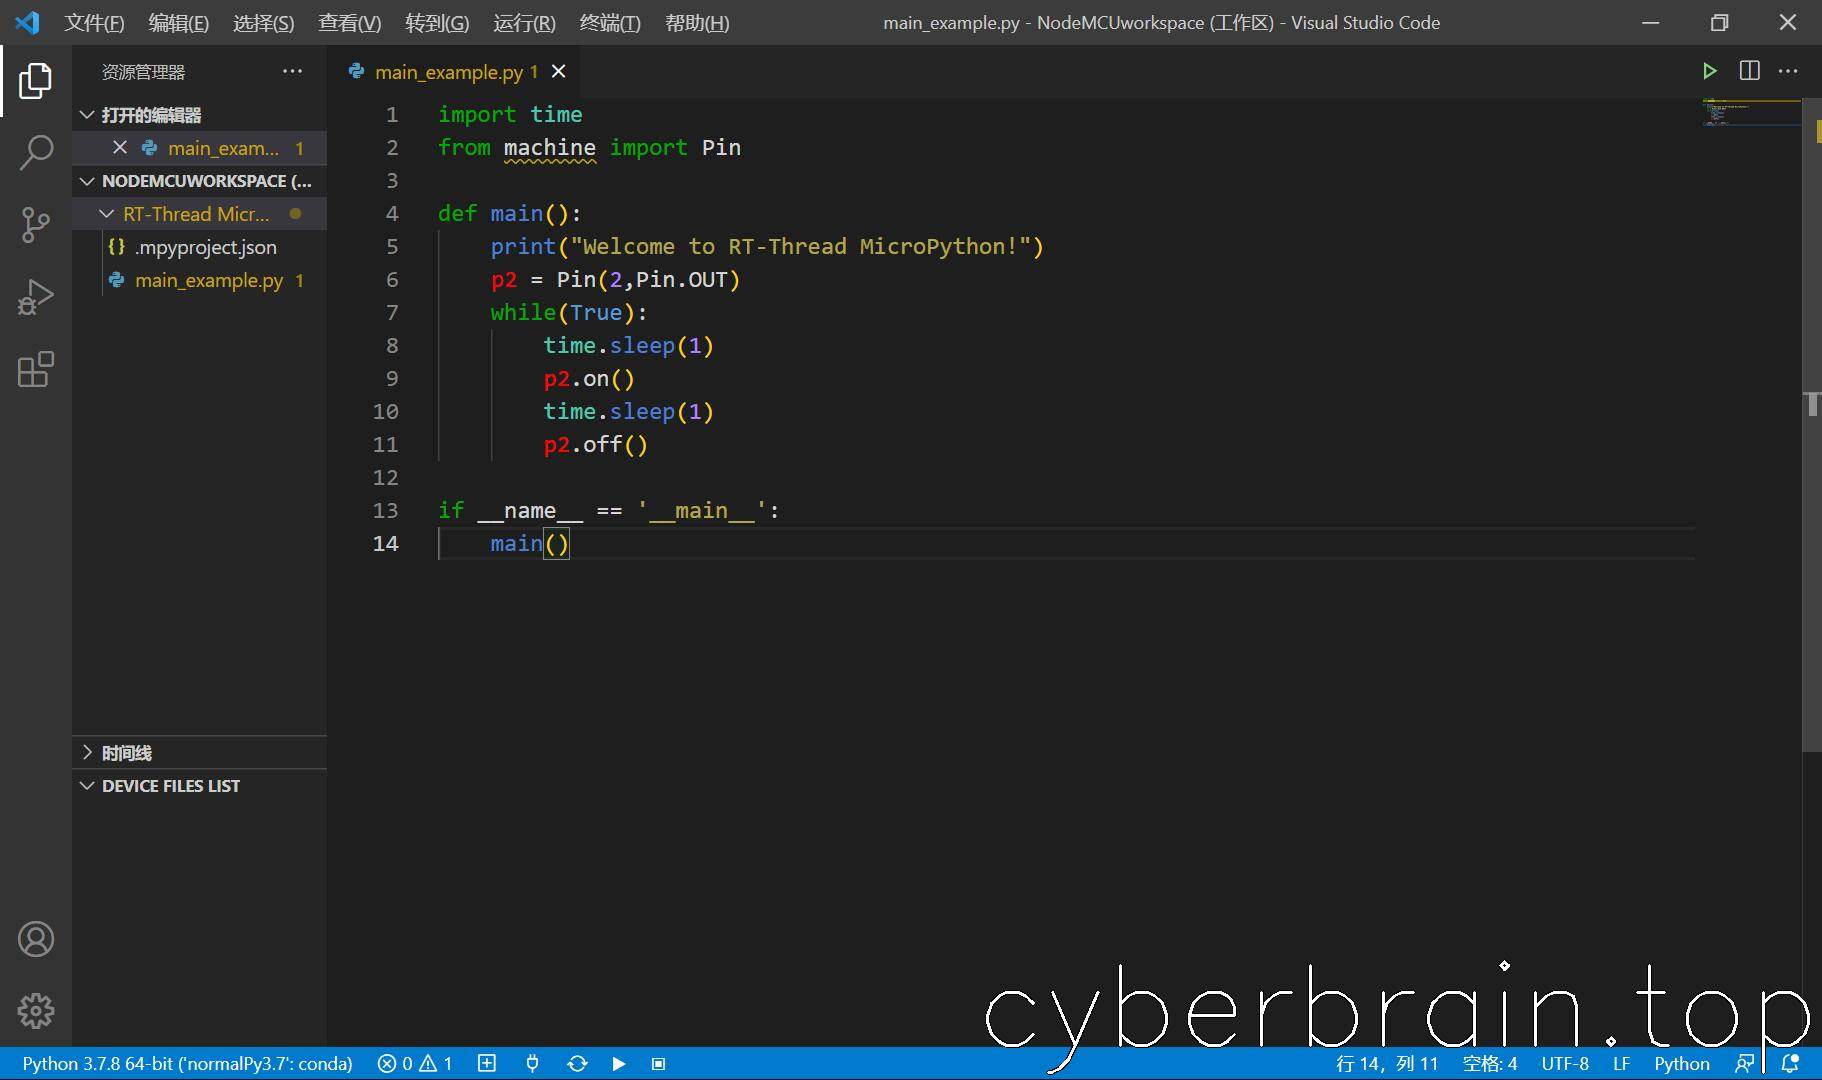 文件(F) 编辑(E) 选择(S) 查看(V) 转到(G) 运行(R) 终端(T) 帮助(H) main_example.py - NodeMCUworkspace (工作区) - Visual Studio Code
资源管理器
打开的编辑器
main_exam... 1
NODEMCUWORKSPACE (...
RT-Thread Micr...
.mpyproject.json
main_example.py 1
时间线
DEVICE FILES LIST
main_example.py 1
1 import time
2 from machine import Pin
3
4 def main():
5     print("Welcome to RT-Thread MicroPython!")
6     p2 = Pin(2,Pin.OUT)
7     while(True):
8         time.sleep(1)
9         p2.on()
10         time.sleep(1)
11         p2.off()
12
13 if __name__ == '__main__':
14     main()
cyberbrain.top
Python 3.7.8 64-bit ('normalPy3.7': conda) 0 1 行 14，列 11 空格: 4 UTF-8 LF Python